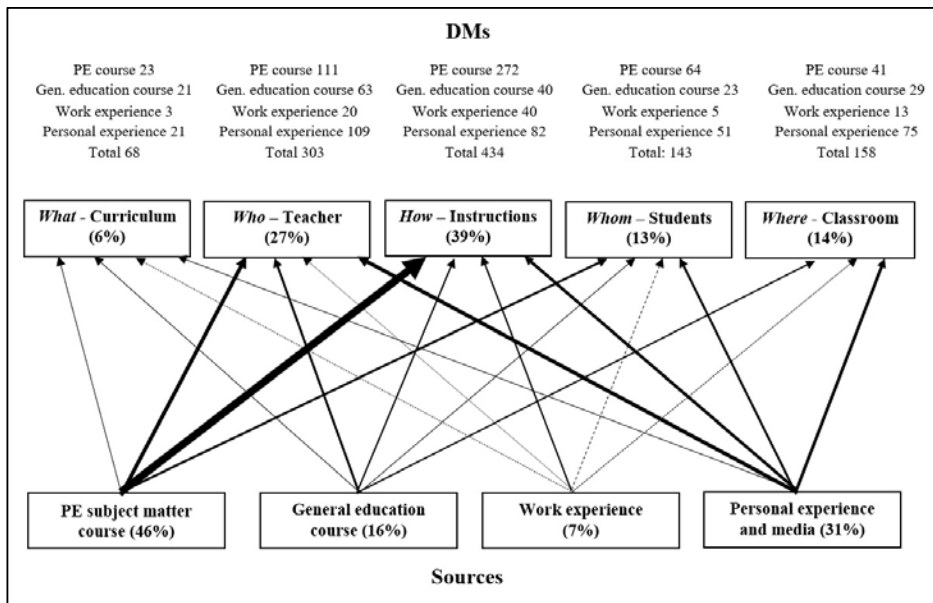 DMs
PE course 23
Gen. education course 21
Work experience 3
Personal experience 21
Total 68
PE course 111
Gen. education course 63
Work experience 20
Personal experience 109
Total 303
PE course 272
Gen. education course 40
Work experience 40
Personal experience 82
Total 434
PE course 64
Gen. education course 23
Work experience 5
Personal experience 51
Total: 143
PE course 41
Gen. education course 29
Work experience 13
Personal experience 75
Total 158
What - Curriculum
(6%)
Who – Teacher
(27%)
How – Instructions
(39%)
Whom – Students
(13%)
Where - Classroom
(14%)
PE subject matter
course (46%)
General education
course (16%)
Work experience
(7%)
Personal experience
and media (31%)
Sources